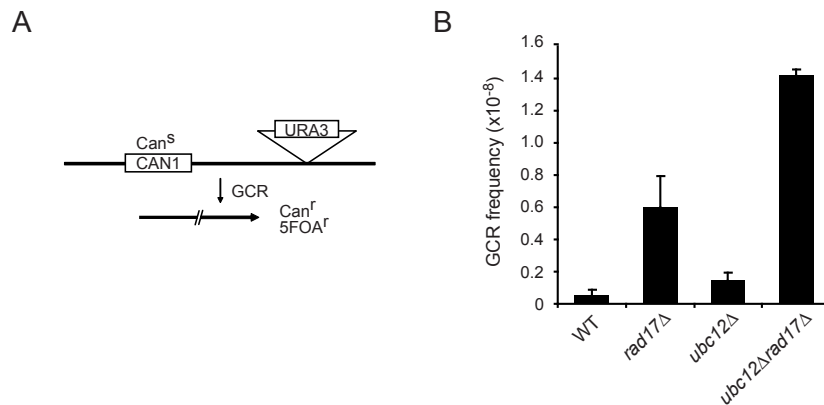 A
Can^s
CAN1
URA3
GCR
Can^r
5FOA^r
B
GCR frequency (x10^-8)
1.6
1.4
1.2
1.0
0.8
0.6
0.4
0.2
0
WT
rad17Δ
ubc12Δ
ubc12Δrad17Δ